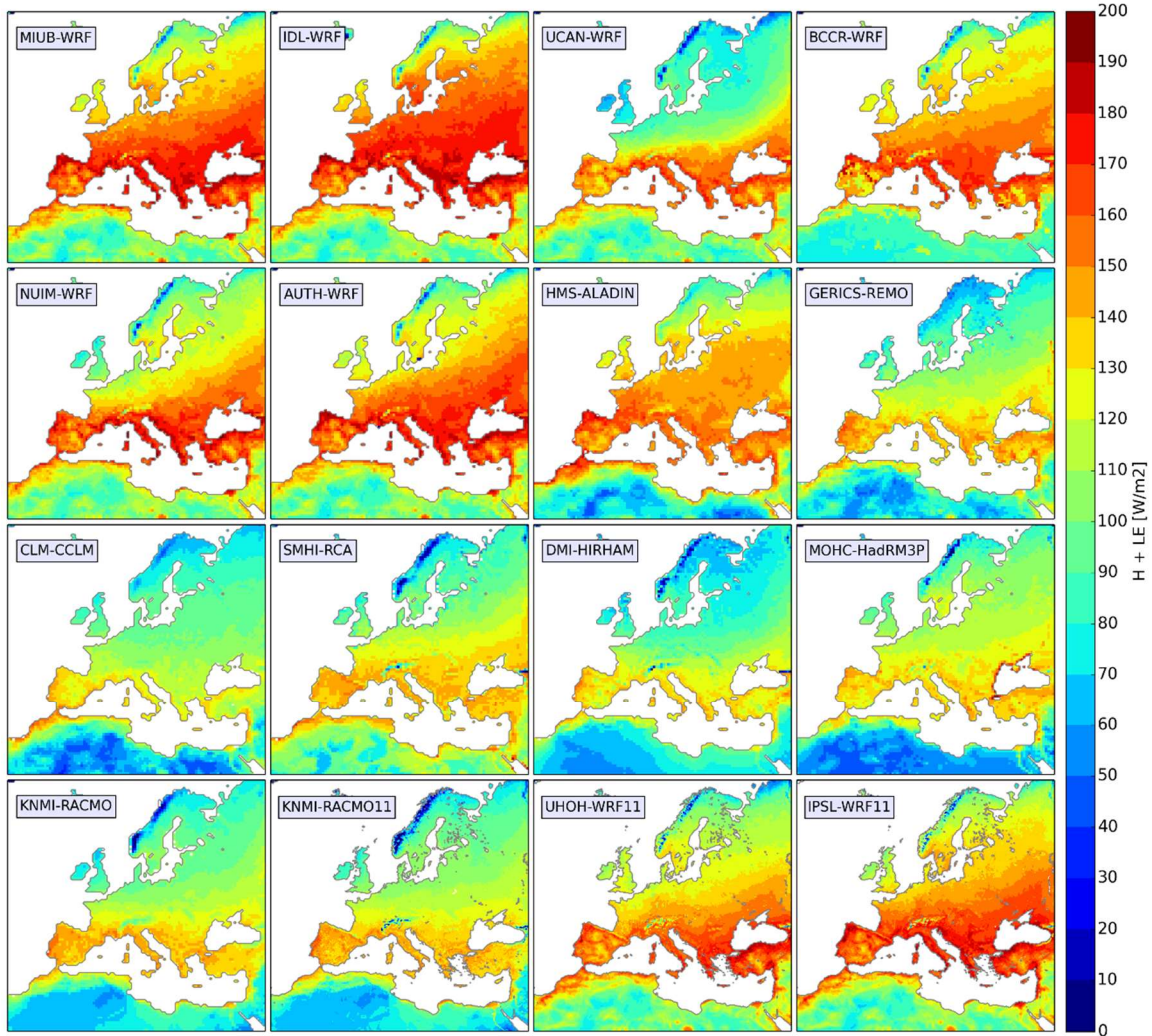 MIUB-WRF
IDL-WRF
UCAN-WRF
BCCR-WRF
NUIM-WRF
AUTH-WRF
HMS-ALADIN
GERICS-REMO
CLM-CCLM
SMHI-RCA
DMI-HIRHAM
MOHC-HadRM3P
KNMI-RACMO
KNMI-RACMO11
UHOH-WRF11
IPSL-WRF11
200
190
180
170
160
150
140
130
120
110
100
90
80
70
60
50
40
30
20
10
0
H + LE [W/m2]